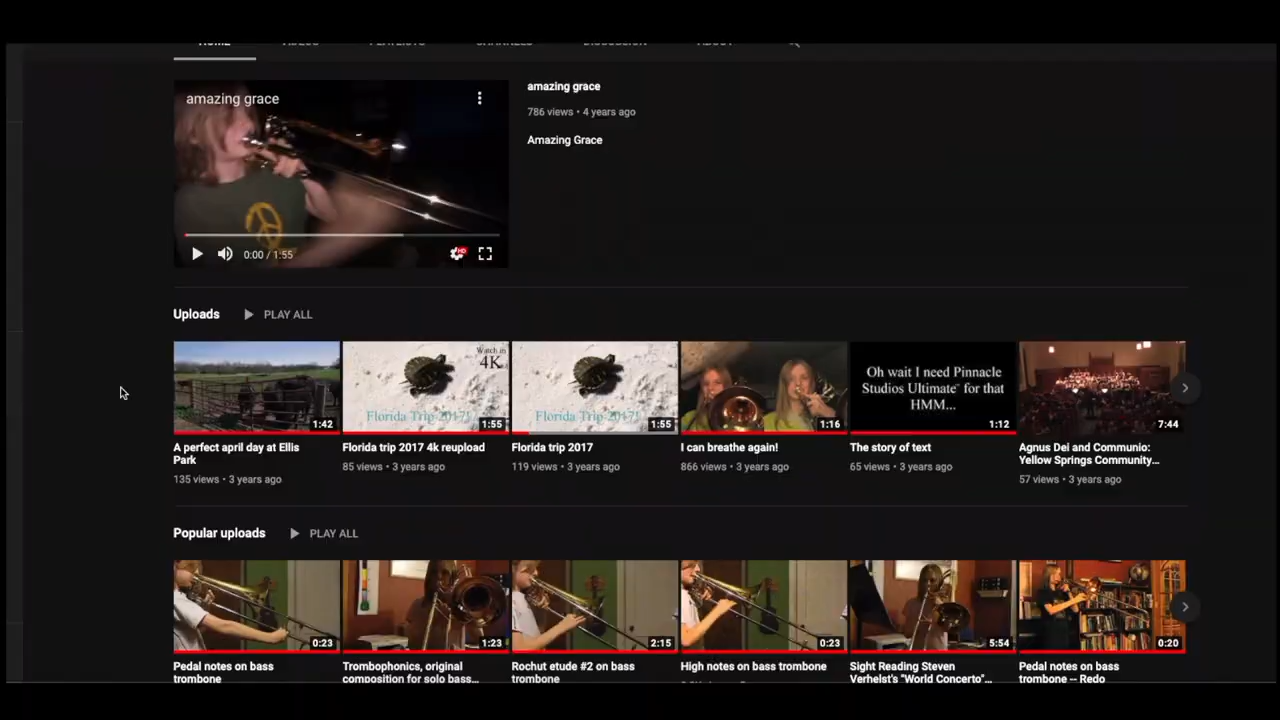 HOME VIDEOS PLAYLISTS CHANNELS DISCUSSION ABOUT
amazing grace
amazing grace
786 views • 4 years ago
Amazing Grace
HD
0:00 / 1:55
Uploads PLAY ALL
1:42
Watch in
4K
Florida Trip 2017!
1:55
Florida Trip 2017!
1:55
1:16
Oh wait I need Pinnacle
Studios Ultimate for that
HMM...
1:12
7:44
A perfect april day at Ellis
Park
135 views • 3 years ago
Florida trip 2017 4k reupload
85 views • 3 years ago
Florida trip 2017
119 views • 3 years ago
I can breathe again!
866 views • 3 years ago
The story of text
65 views • 3 years ago
Agnus Dei and Communio:
Yellow Springs Community...
57 views • 3 years ago
Popular uploads PLAY ALL
0:23
1:23
2:15
0:23
5:54
0:20
Pedal notes on bass
trombone
Trombophonics, original
composition for solo bass...
Rochut etude #2 on bass
trombone
High notes on bass trombone
Sight Reading Steven
Verhelst's "World Concerto"...
Pedal notes on bass
trombone -- Redo